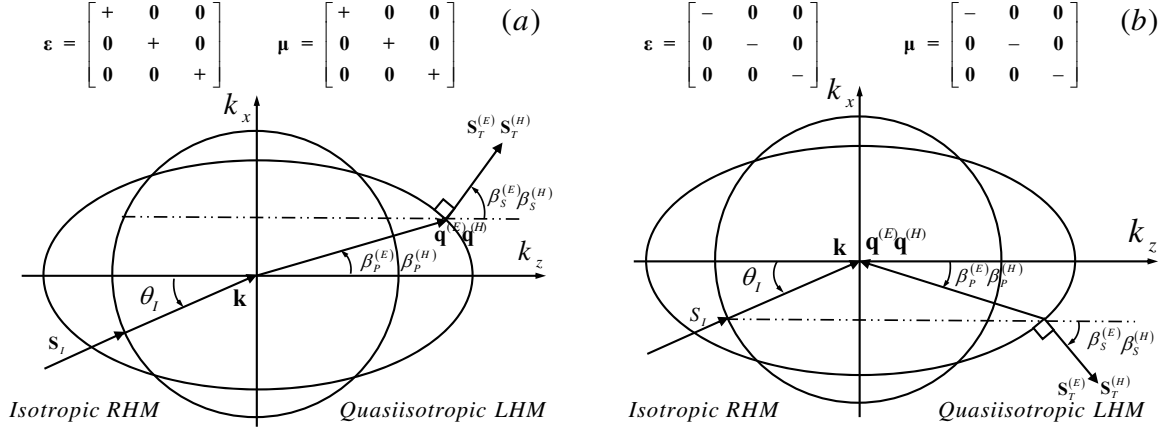 ε = [+ 0 0; 0 + 0; 0 0 +] μ = [+ 0 0; 0 + 0; 0 0 +] (a)
k_x
S_T^(E) S_T^(H)
β_S^(E) β_S^(H)
q^(E) q^(H)
k_z
β_P^(E) β_P^(H)
θ_I
k
S_I
Isotropic RHM Quasiisotropic LHM
ε = [– 0 0; 0 – 0; 0 0 –] μ = [– 0 0; 0 – 0; 0 0 –] (b)
k_x
k q^(E) q^(H)
k_z
θ_I
β_P^(E) β_P^(H)
S_I
β_S^(E) β_S^(H)
S_T^(E) S_T^(H)
Isotropic RHM Quasiisotropic LHM